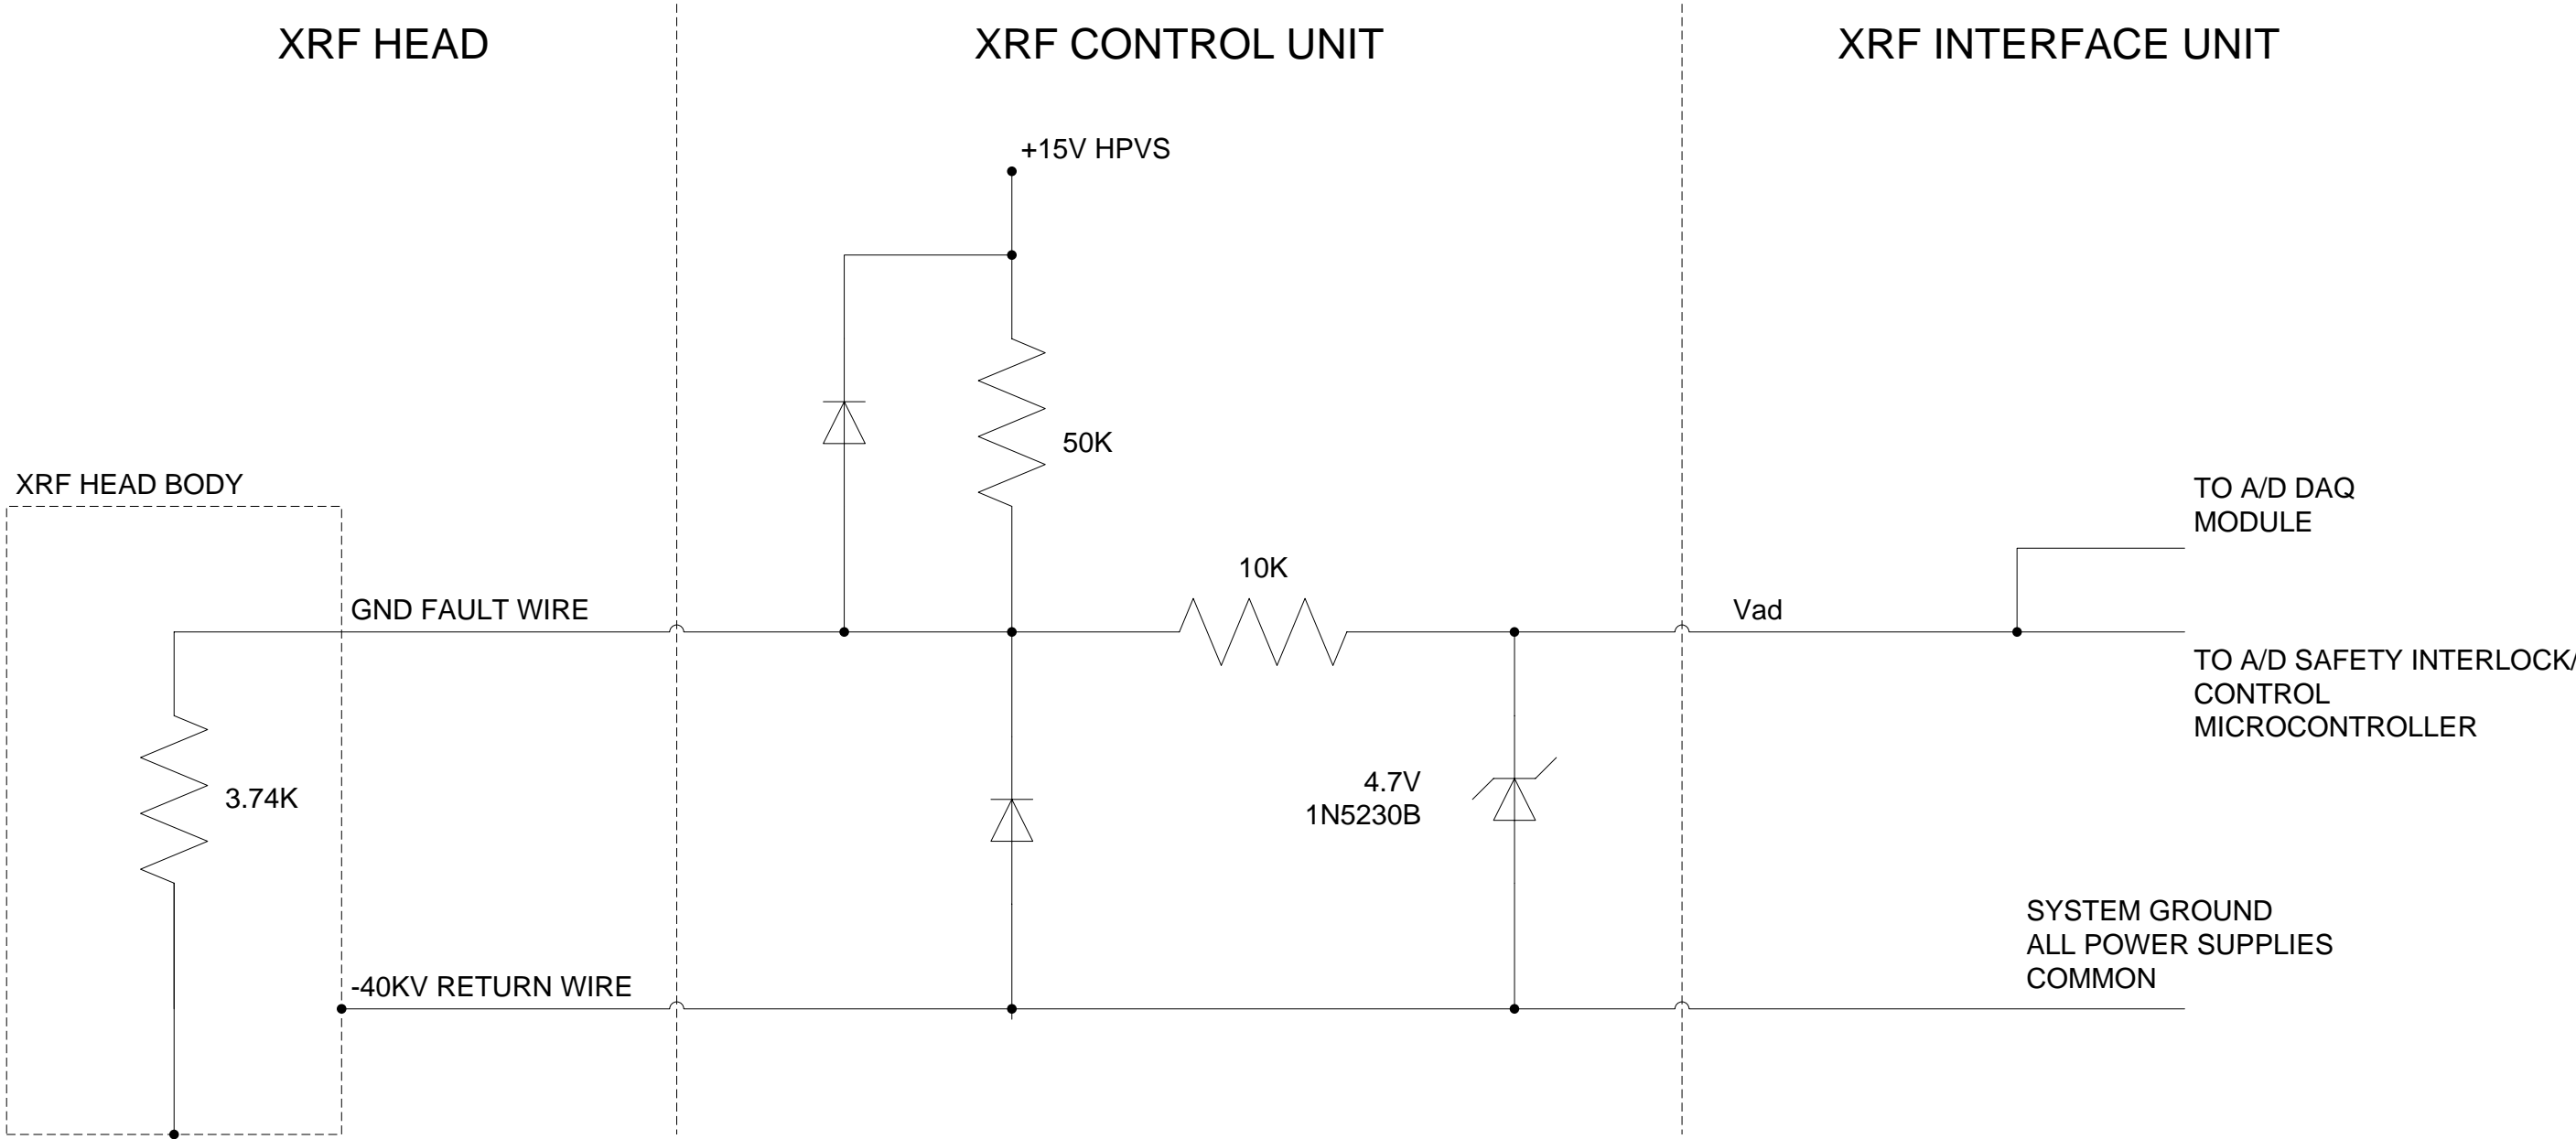 XRF HEAD
XRF CONTROL UNIT
XRF INTERFACE UNIT
+15V HPVS
50K
XRF HEAD BODY
TO A/D DAQ
MODULE
10K
GND FAULT WIRE
Vad
TO A/D SAFETY INTERLOCK/
CONTROL
MICROCONTROLLER
3.74K
4.7V
1N5230B
SYSTEM GROUND
ALL POWER SUPPLIES
COMMON
-40KV RETURN WIRE